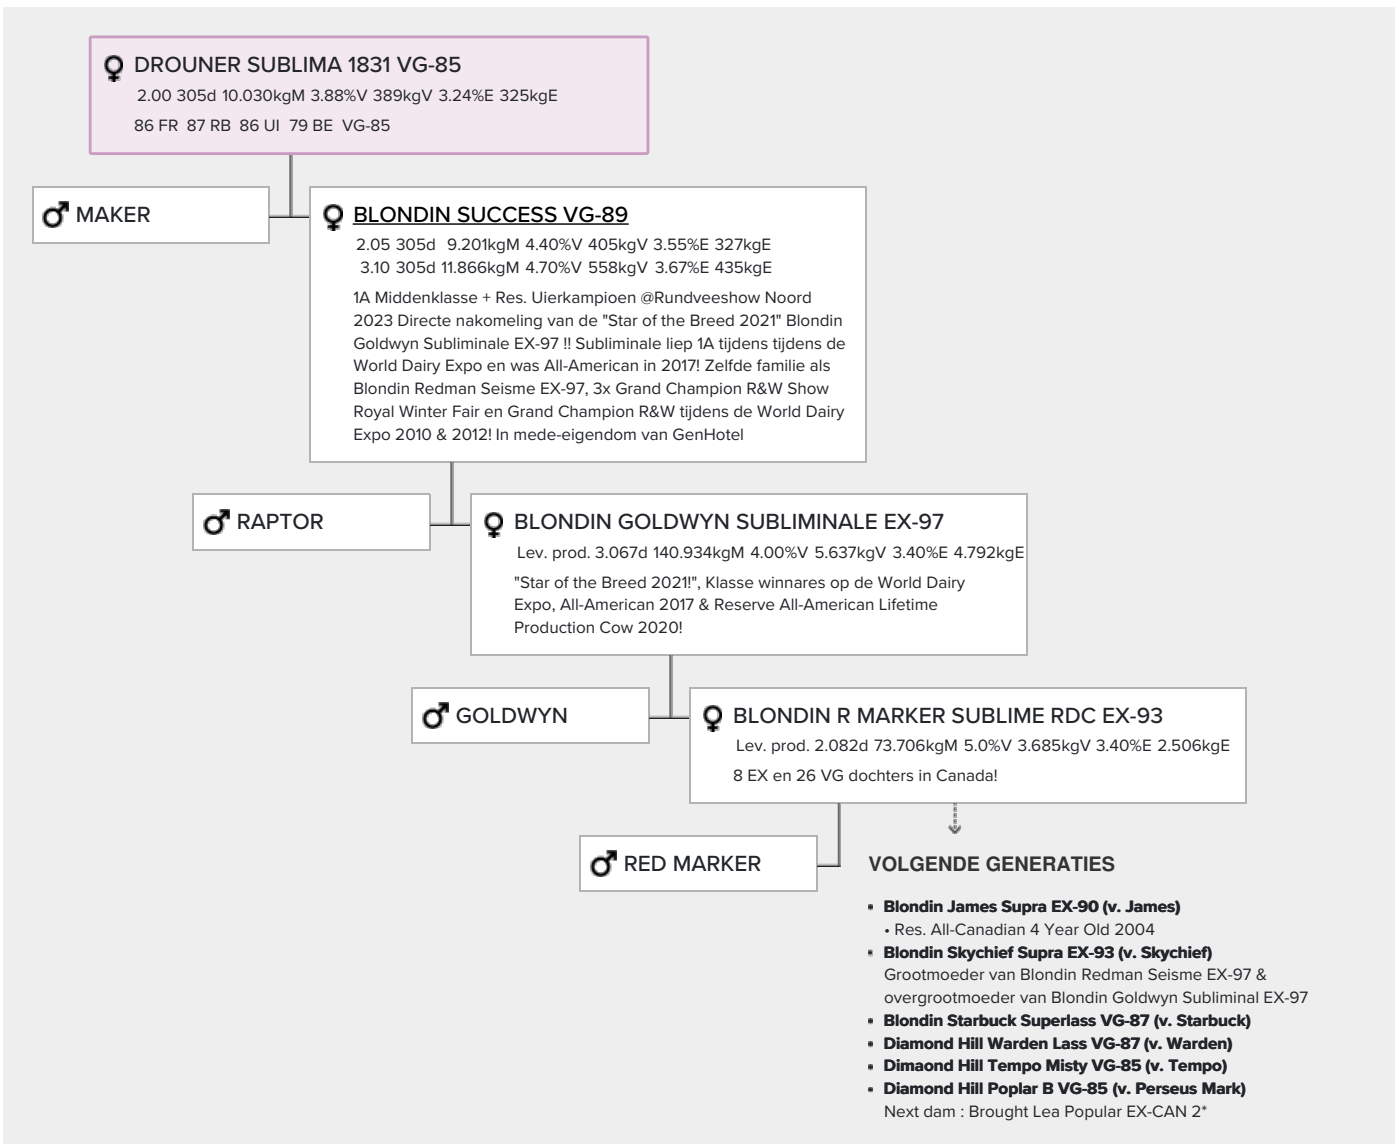 DROUNER SUBLIMA 1831 VG-85
2.00 305d 10.030kgM 3.88%V 389kgV 3.24%E 325kgE
86 FR 87 RB 86 UI 79 BE VG-85
MAKER
BLONDIN SUCCESS VG-89
2.05 305d 9.201kgM 4.40%V 405kgV 3.55%E 327kgE
3.10 305d 11.866kgM 4.70%V 558kgV 3.67%E 435kgE
1A Middenklasse + Res. Uierkampioen @Rundveeshow Noord
2023 Directe nakomeling van de "Star of the Breed 2021" Blondin
Goldwyn Subliminale EX-97 !! Subliminale liep 1A tijdens tijdens de
World Dairy Expo en was All-American in 2017! Zelfde familie als
Blondin Redman Seisme EX-97, 3x Grand Champion R&W Show
Royal Winter Fair en Grand Champion R&W tijdens de World Dairy
Expo 2010 & 2012! In mede-eigendom van GenHotel
RAPTOR
BLONDIN GOLDWYN SUBLIMINALE EX-97
Lev. prod. 3.067d 140.934kgM 4.00%V 5.637kgV 3.40%E 4.792kgE
"Star of the Breed 2021!", Klasse winnares op de World Dairy
Expo, All-American 2017 & Reserve All-American Lifetime
Production Cow 2020!
GOLDWYN
BLONDIN R MARKER SUBLIME RDC EX-93
Lev. prod. 2.082d 73.706kgM 5.0%V 3.685kgV 3.40%E 2.506kgE
8 EX en 26 VG dochters in Canada!
RED MARKER
VOLGENDE GENERATIES
• Blondin James Supra EX-90 (v. James)
• Res. All-Canadian 4 Year Old 2004
• Blondin Skychief Supra EX-93 (v. Skychief)
Grootmoeder van Blondin Redman Seisme EX-97 &
overgrootmoeder van Blondin Goldwyn Subliminal EX-97
• Blondin Starbuck Superlass VG-87 (v. Starbuck)
• Diamond Hill Warden Lass VG-87 (v. Warden)
• Dimaond Hill Tempo Misty VG-85 (v. Tempo)
• Diamond Hill Poplar B VG-85 (v. Perseus Mark)
Next dam : Brought Lea Popular EX-CAN 2*